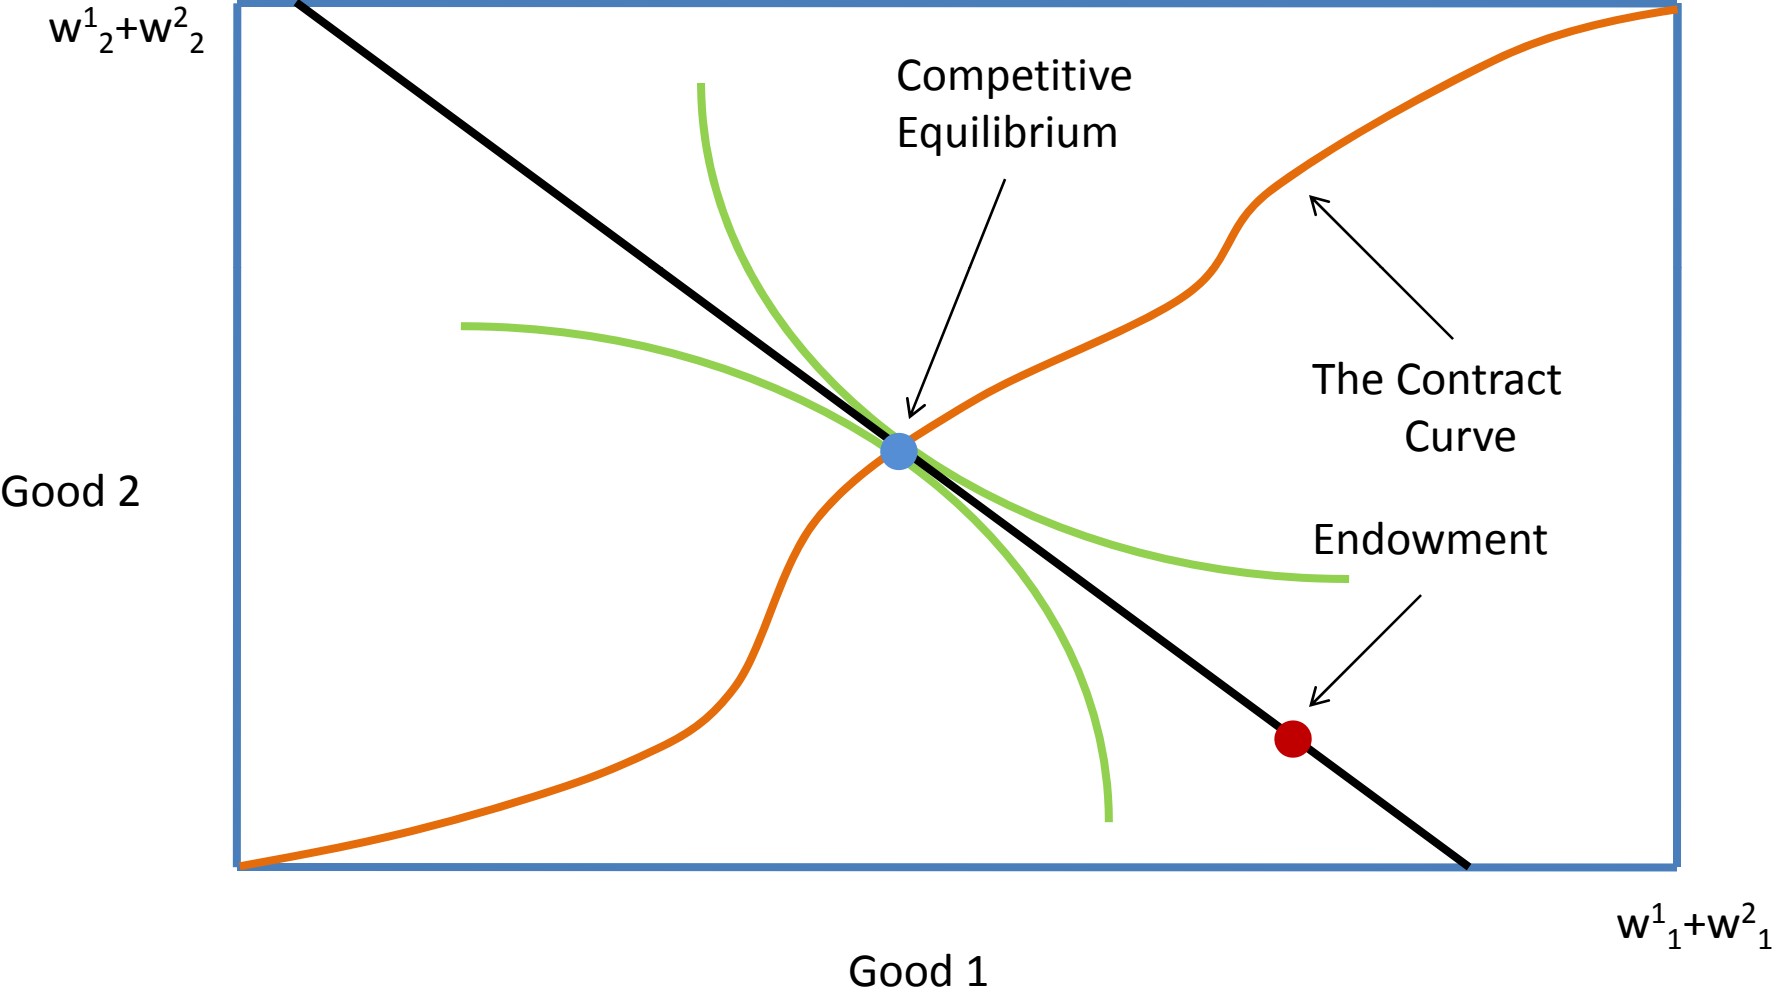 w¹₂+w²₂
Competitive
Equilibrium
The Contract
Curve
Good 2
Endowment
w¹₁+w²₁
Good 1